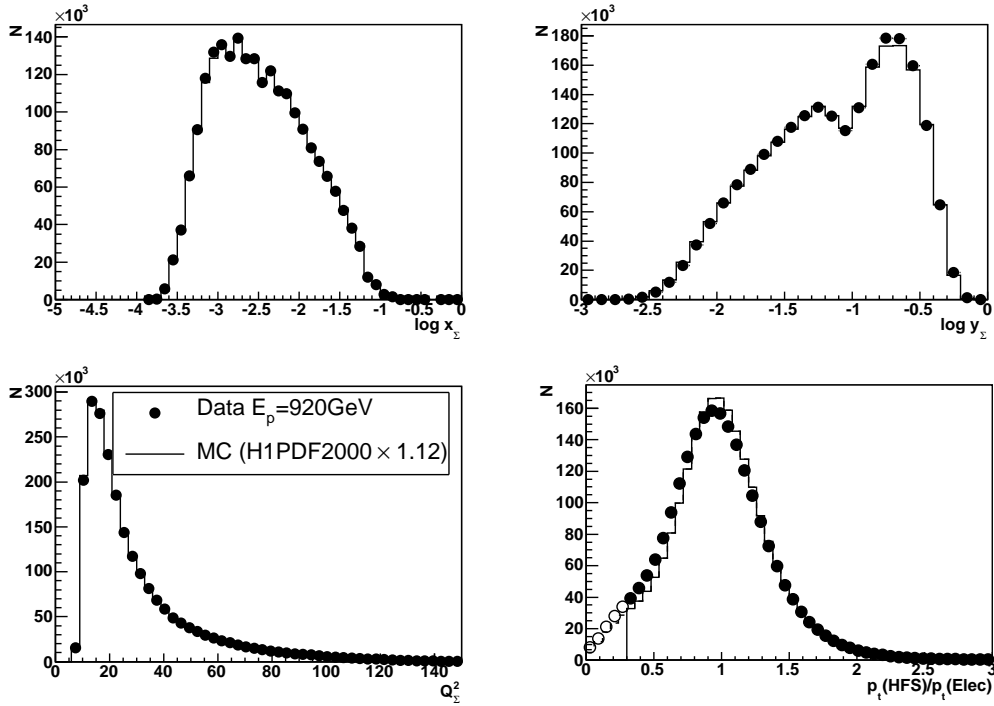 ×10³
N
140
120
100
80
60
40
20
0
-5 -4.5 -4 -3.5 -3 -2.5 -2 -1.5 -1 -0.5 0
log x_Σ
×10³
N
180
160
140
120
100
80
60
40
20
0
-3 -2.5 -2 -1.5 -1 -0.5 0
log y_Σ
×10³
N
300
250
200
150
100
50
0
0 20 40 60 80 100 120 140
Q²_Σ
Data E_p=920GeV
MC (H1PDF2000 × 1.12)
×10³
N
160
140
120
100
80
60
40
20
0
0 0.5 1 1.5 2 2.5 3
p_t(HFS)/p_t(Elec)